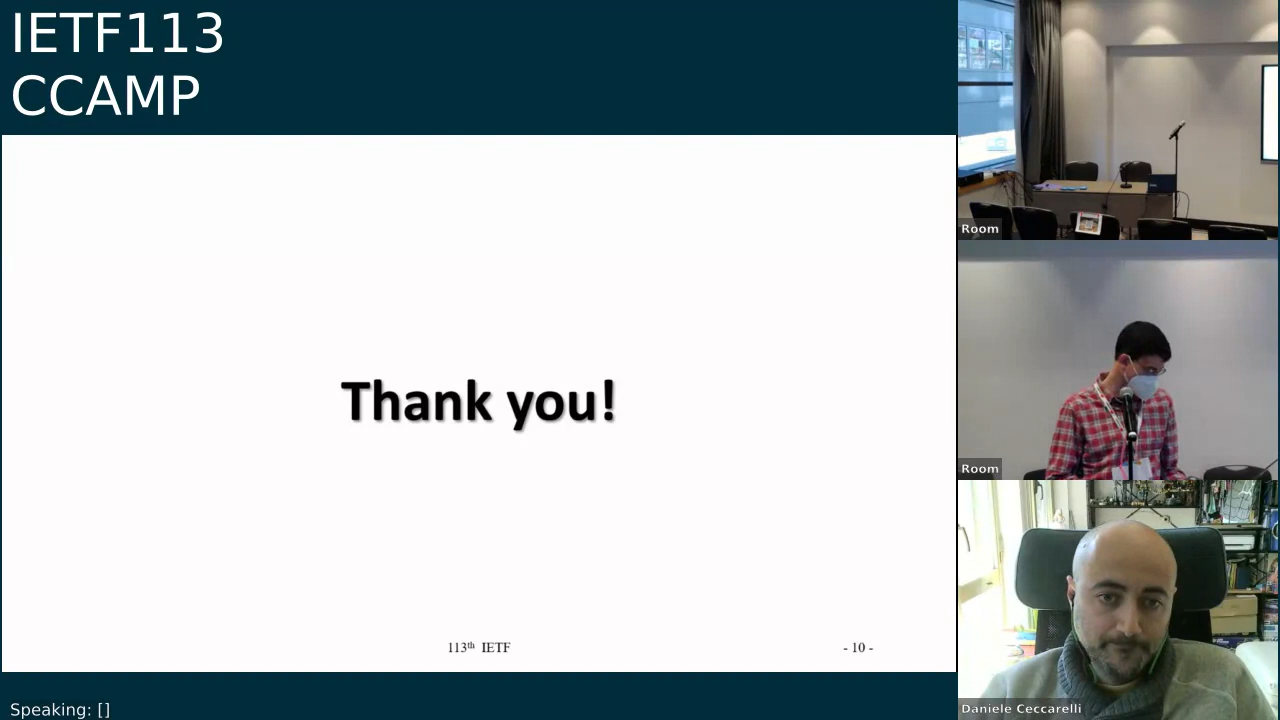 IETF113
CCAMP
Thank you!
113th IETF
- 10 -
Speaking: []
Room
Room
Daniele Ceccarelli